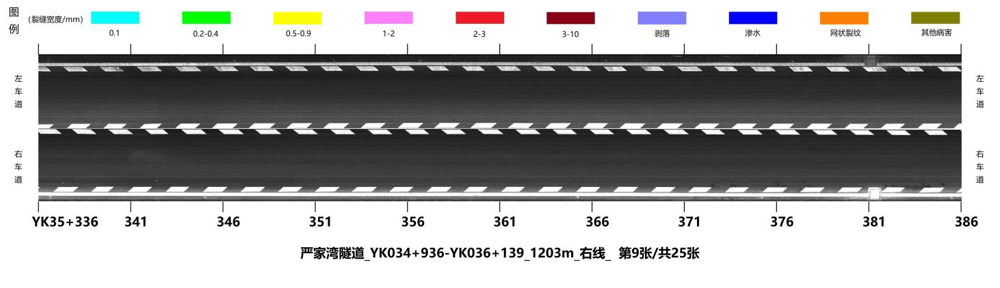 图例
(裂缝宽度/mm)
0.1 0.2-0.4 0.5-0.9 1-2 2-3 3-10 剥落 渗水 网状裂纹 其他病害
左车道 左车道
右车道 右车道
YK35+336 341 346 351 356 361 366 371 376 381 386
严家湾隧道_YK034+936-YK036+139_1203m_右线_ 第9张/共25张